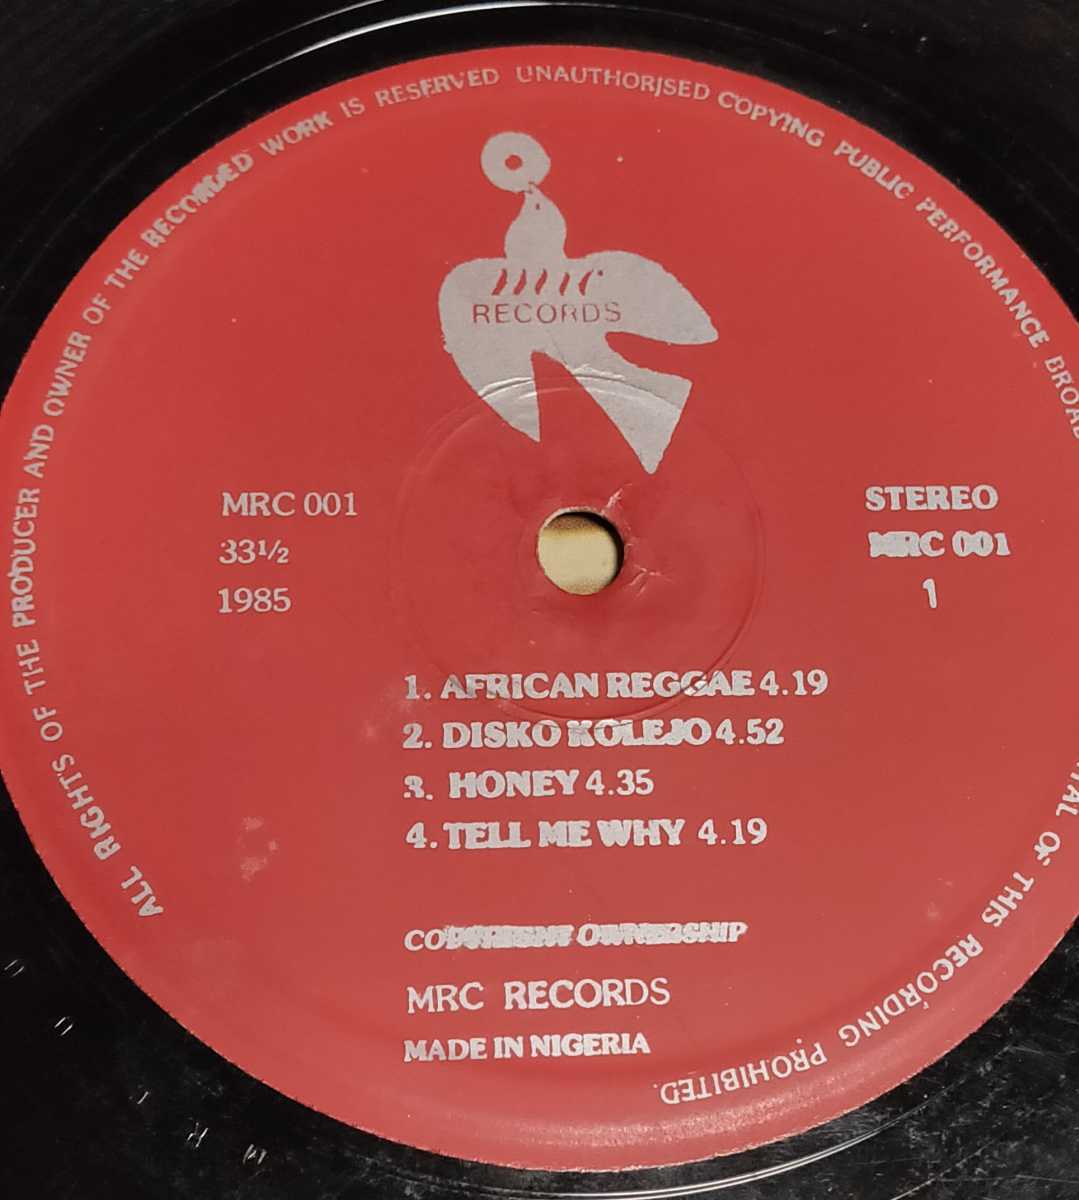 ALL RIGHTS OF THE PRODUCER AND OWNER OF THE RECORDED WORK IS RESERVED UNAUTHORISED COPYING PUBLIC PERFORMANCE
OF THIS RECORDING PROHIBITED.
mrc
RECORDS
MRC 001
33½
1985
STEREO
MRC 001
1
1. AFRICAN REGGAE 4.19
2. DISKO KOLEJO 4.52
3. HONEY 4.35
4. TELL ME WHY 4.19
COPYRIGHT OWNERSHIP
MRC RECORDS
MADE IN NIGERIA